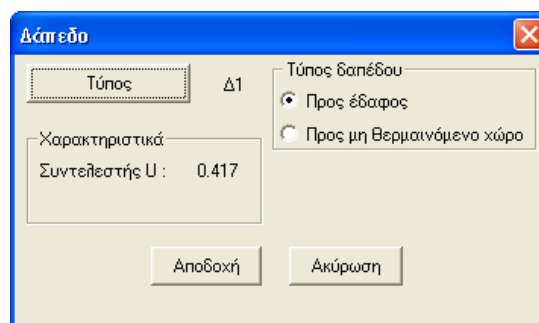 Δάπεδο
Τύπος
Δ1
Τύπος δαπέδου
Προς έδαφος
Προς μη θερμαινόμενο χώρο
Χαρακτηριστικά
Συντελεστής U : 0.417
Αποδοχή
Ακύρωση